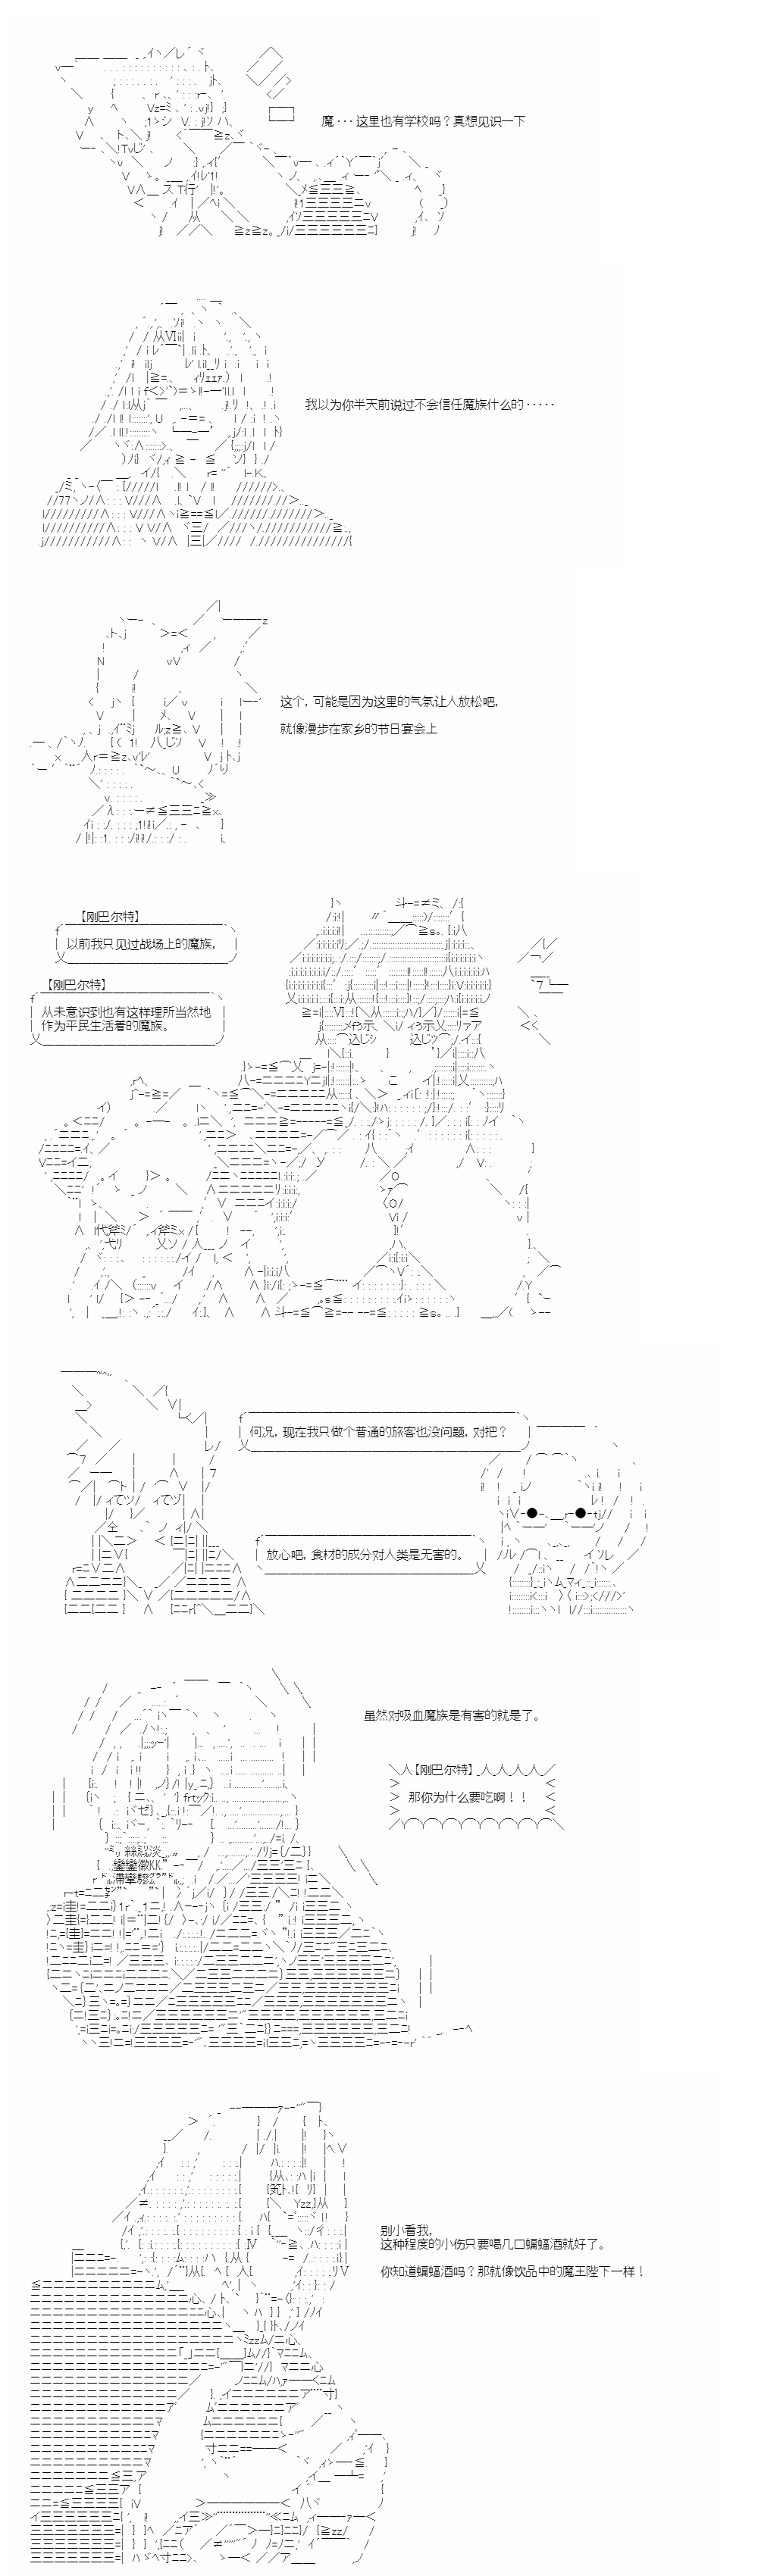 魔・・・这里也有学校吗？真想见识一下
我以为你半天前说过不会信任魔族什么的・・・・・
这个，可能是因为这里的气氛让人放松吧，
就像漫步在家乡的节日宴会上
【刚巴尔特】
以前我只见过战场上的魔族，
【刚巴尔特】
从未意识到也有这样理所当然地
作为平民生活着的魔族。
何况，现在我只做个普通的旅客也没问题，对把？
放心吧，食材的成分对人类是无害的。
虽然对吸血魔族是有害的就是了。
【刚巴尔特】
那你为什么要吃啊！！
别小看我，
这种程度的小伤只要喝几口蝙蝠酒就好了。
你知道蝙蝠酒吗？那就像饮品中的魔王陛下一样！